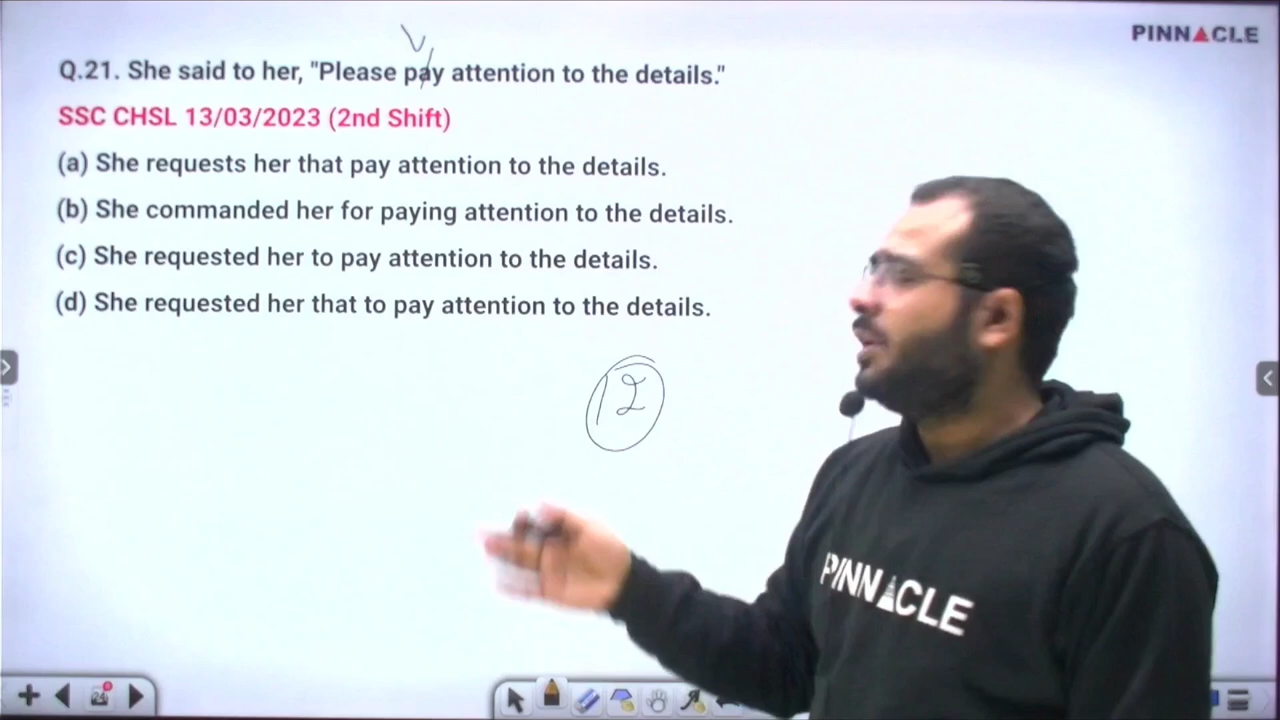 PINNACLE
Q.21. She said to her, "Please pay attention to the details."
SSC CHSL 13/03/2023 (2nd Shift)
(a) She requests her that pay attention to the details.
(b) She commanded her for paying attention to the details.
(c) She requested her to pay attention to the details.
(d) She requested her that to pay attention to the details.
12
PINNACLE
24